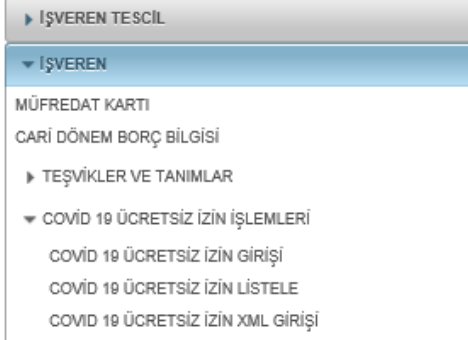 İŞVEREN TESCİL
İŞVEREN
MÜFREDAT KARTI
CARİ DÖNEM BORÇ BİLGİSİ
TEŞVİKLER VE TANIMLAR
COVİD 19 ÜCRETSİZ İZİN İŞLEMLERİ
COVİD 19 ÜCRETSİZ İZİN GİRİŞİ
COVİD 19 ÜCRETSİZ İZİN LİSTELE
COVID 19 ÜCRETSİZ İZİN XML GİRİŞİ